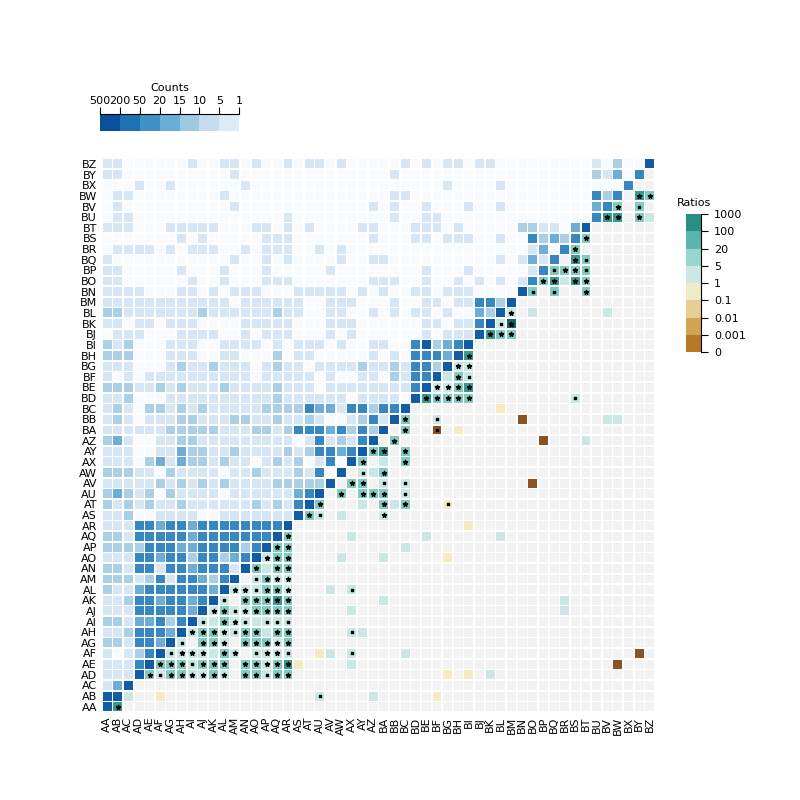 Counts
500 200 50 20 15 10 5 1
BZ
BY
BX
BW
BV
BU
BT
BS
BR
BQ
BP
BO
BN
BM
BL
BK
BJ
BI
BH
BG
BF
BE
BD
BC
BB
BA
AZ
AY
AX
AW
AV
AU
AT
AS
AR
AQ
AP
AO
AN
AM
AL
AK
AJ
AI
AH
AG
AF
AE
AD
AC
AB
AA
AA AB AC AD AE AF AG AH AI AJ AK AL AM AN AO AP AQ AR AS AT AU AV AW AX AY AZ BA BB BC BD BE BF BG BH BI BJ BK BL BM BN BO BP BQ BR BS BT BU BV BW BX BY BZ
Ratios
1000
100
20
5
1
0.1
0.01
0.001
0